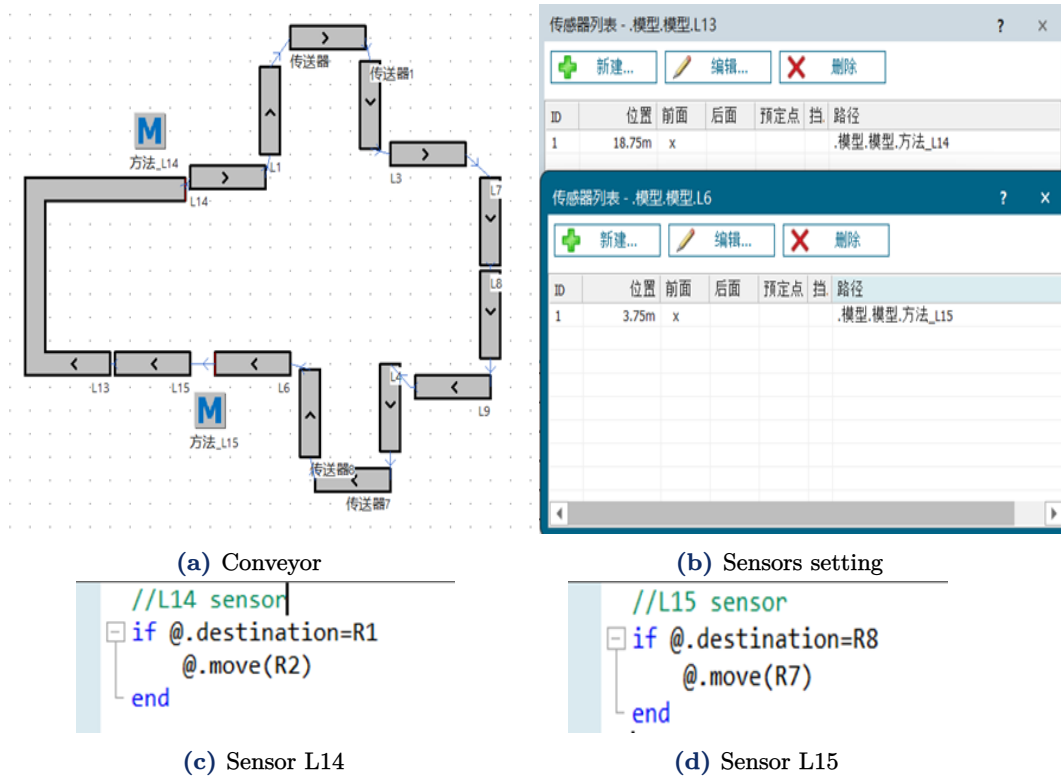 传送器
传送器1
M
方法_L14
L1
L3
L14
L7
L8
L4
L13
L15
L6
L9
M
方法_L15
传送器8
传送器7
传感器列表 - .模型.模型.L13
? x
新建... 编辑... 删除
ID 位置 前面 后面 预定点 挡. 路径
1 18.75m x .模型.模型.方法_L14
传感器列表 - .模型.模型.L6
? x
新建... 编辑... 删除
ID 位置 前面 后面 预定点 挡. 路径
1 3.75m x .模型.模型.方法_L15
(a) Conveyor
(b) Sensors setting
//L14 sensor
if @.destination=R1
@.move(R2)
end
//L15 sensor
if @.destination=R8
@.move(R7)
end
(c) Sensor L14
(d) Sensor L15